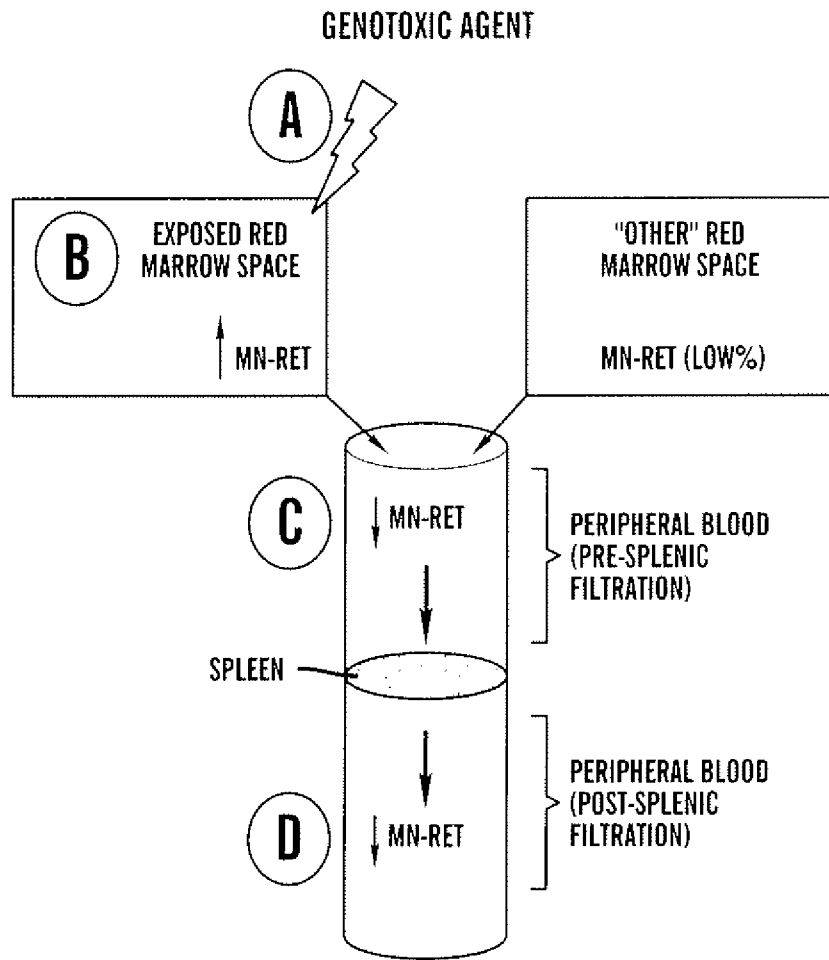 GENOTOXIC AGENT
A
B
EXPOSED RED
MARROW SPACE
MN-RET
"OTHER" RED
MARROW SPACE
MN-RET (LOW%)
C
MN-RET
PERIPHERAL BLOOD
(PRE-SPLENIC
FILTRATION)
SPLEEN
D
MN-RET
PERIPHERAL BLOOD
(POST-SPLENIC
FILTRATION)